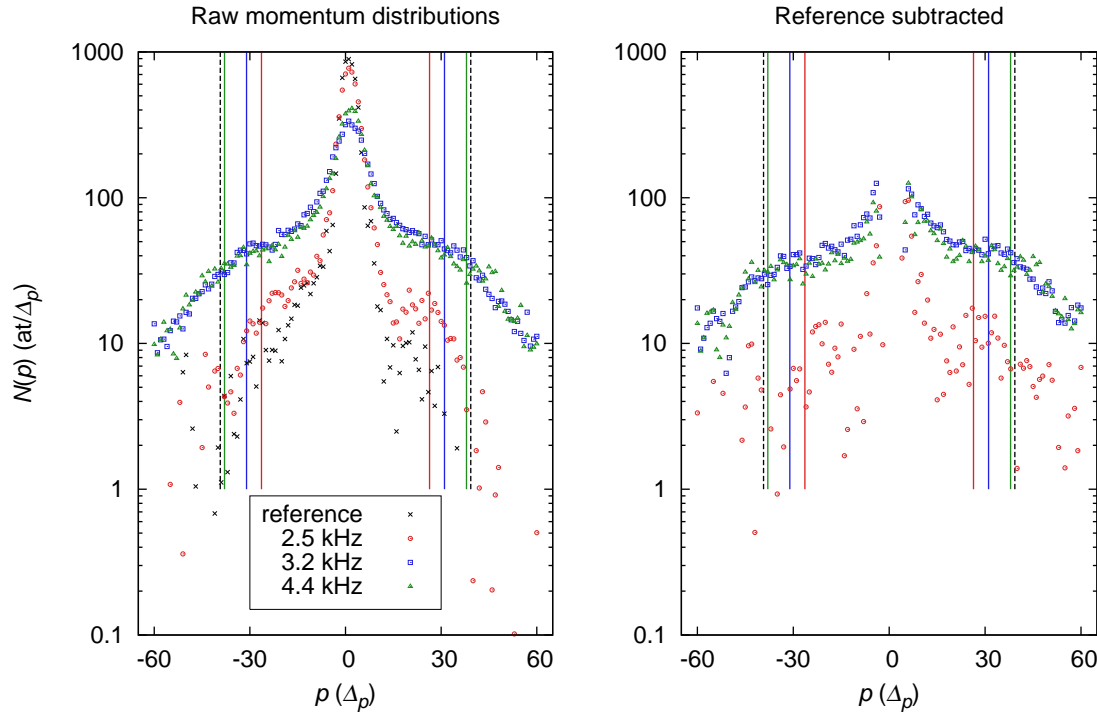 Raw momentum distributions
Reference subtracted
N(p) (at/Δp)
1000
100
10
1
0.1
-60 -30 0 30 60
p (Δp)
reference
2.5 kHz
3.2 kHz
4.4 kHz
1000
100
10
1
0.1
-60 -30 0 30 60
p (Δp)